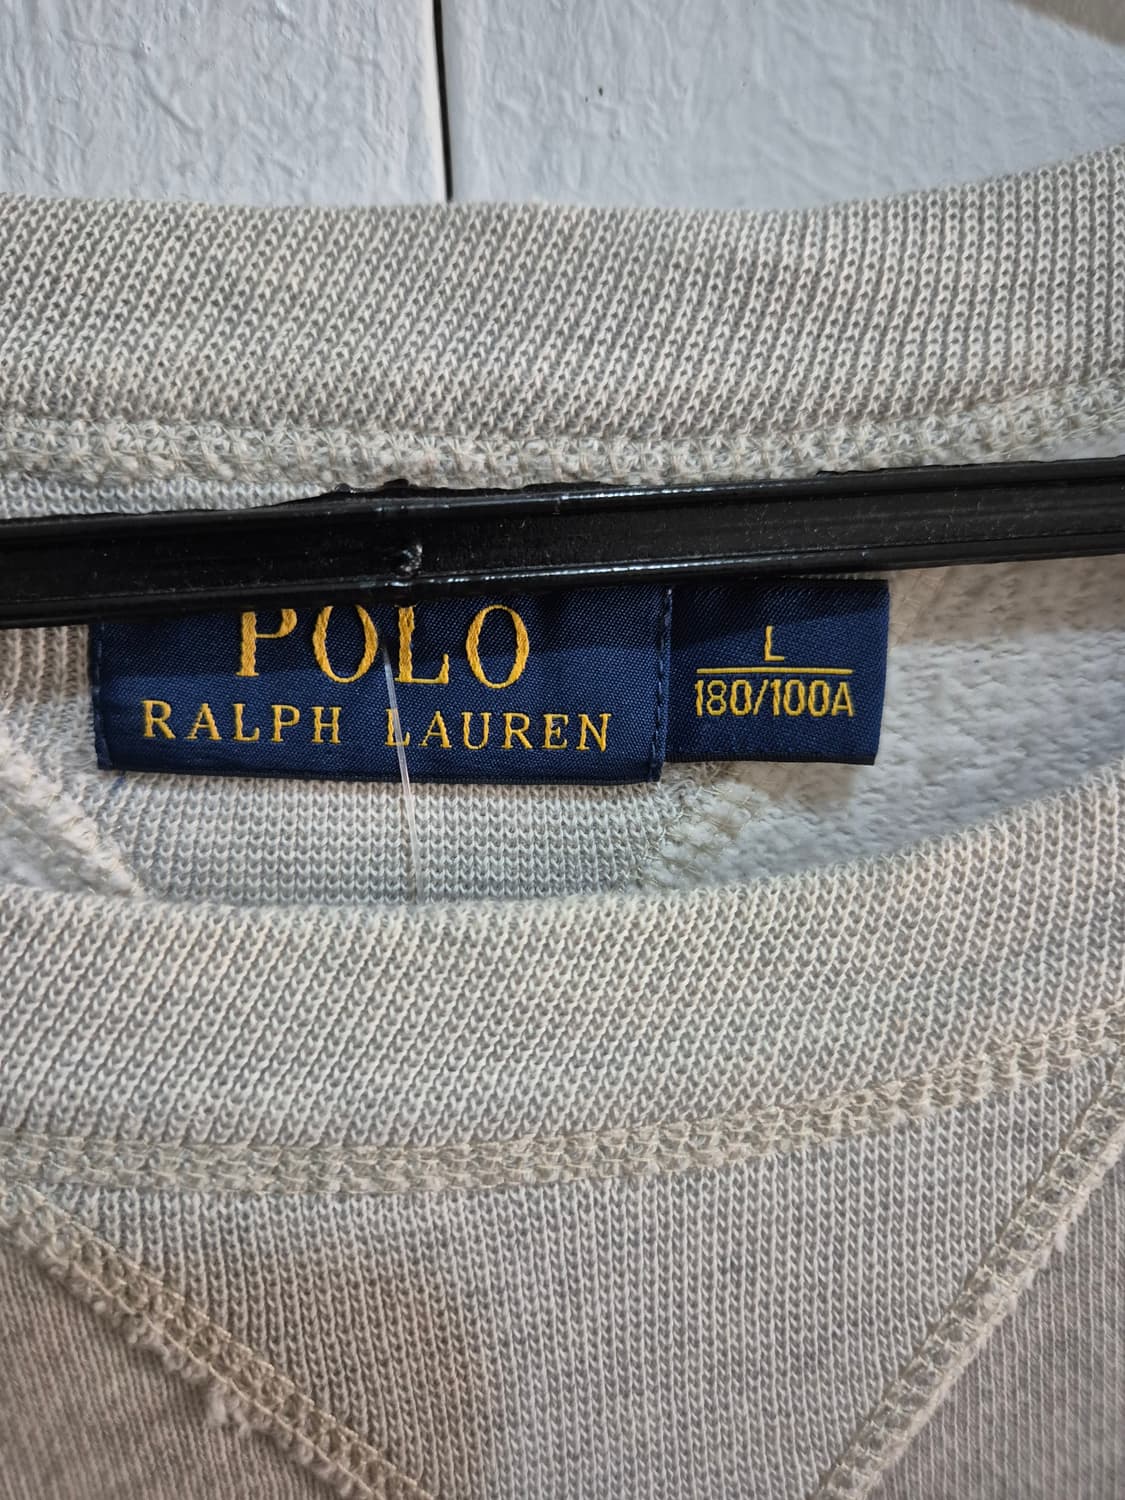 POLO
RALPH LAUREN
L
180/100A